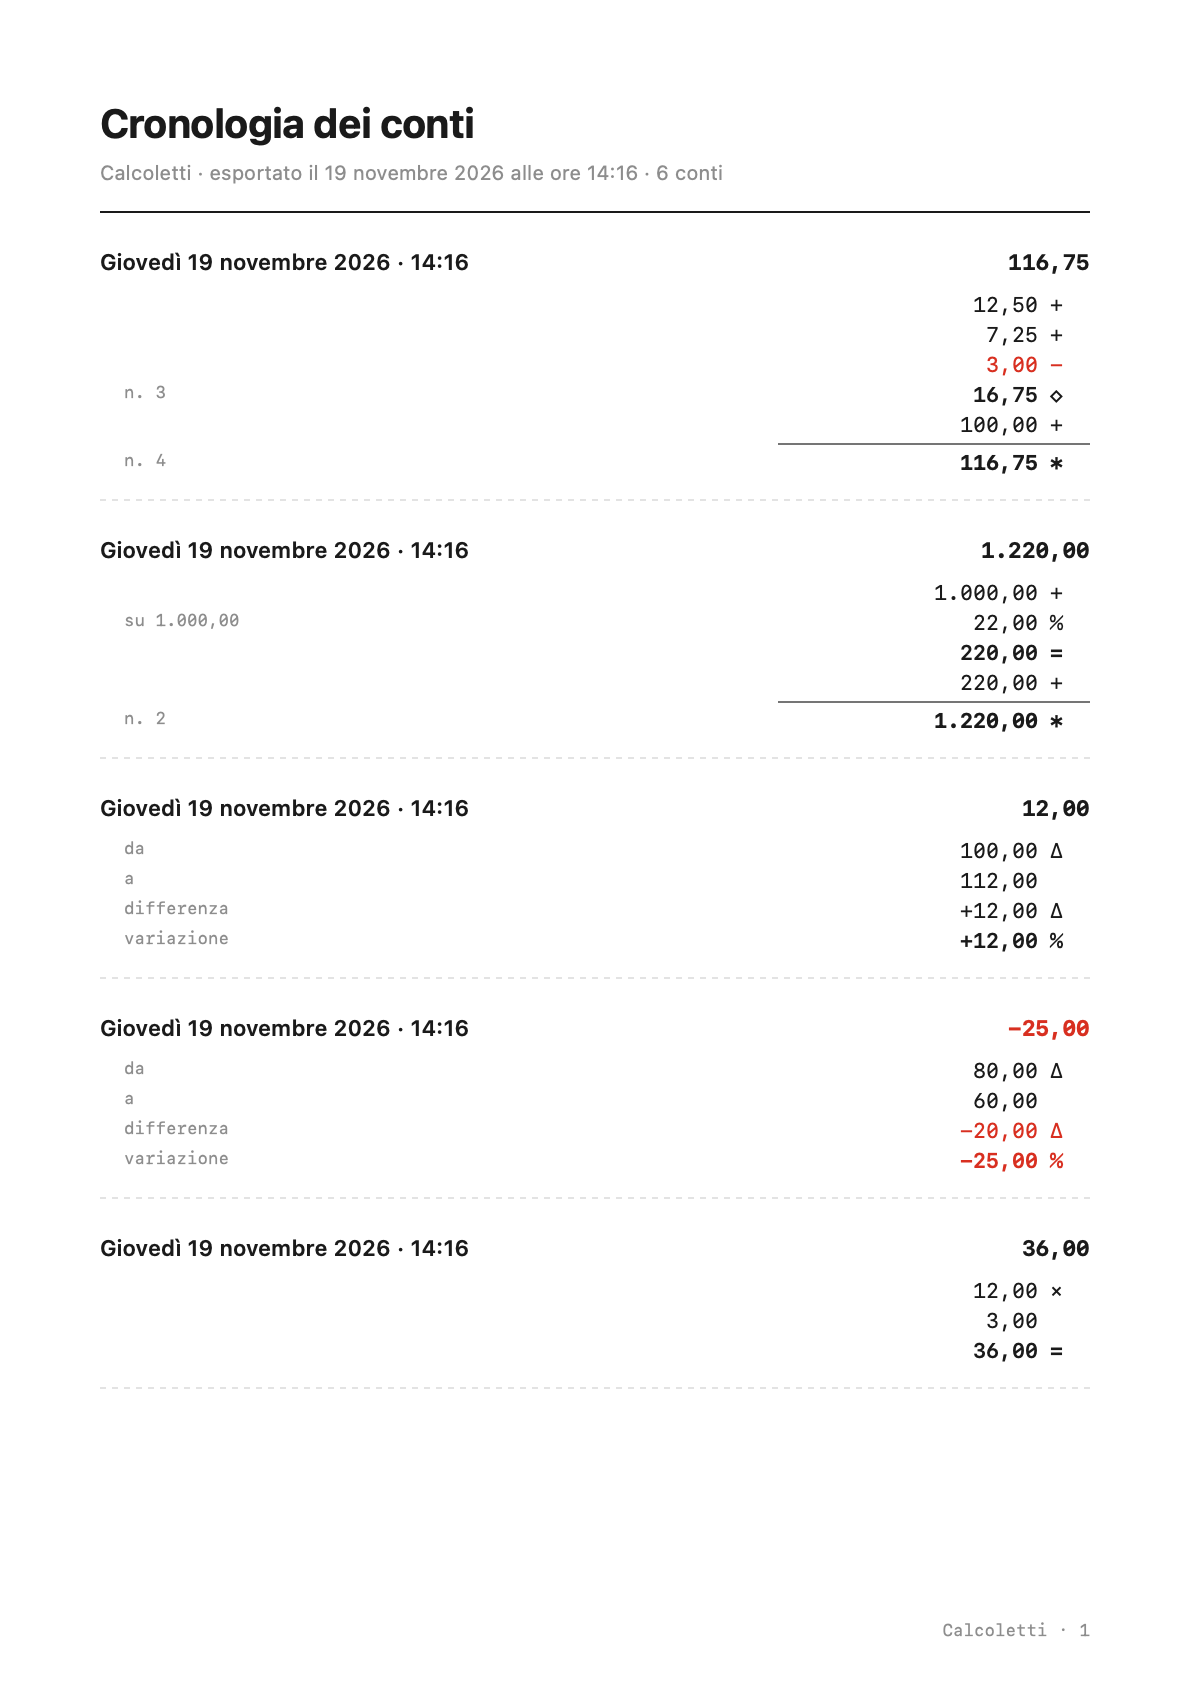 Cronologia dei conti
Calcoletti · esportato il 19 novembre 2026 alle ore 14:16 · 6 conti
Giovedì 19 novembre 2026 · 14:16 116,75
12,50 +
7,25 +
3,00 −
n. 3 16,75 ◇
100,00 +
n. 4 116,75 *
Giovedì 19 novembre 2026 · 14:16 1.220,00
1.000,00 +
su 1.000,00 22,00 %
220,00 =
220,00 +
n. 2 1.220,00 *
Giovedì 19 novembre 2026 · 14:16 12,00
da 100,00 Δ
a 112,00
differenza +12,00 Δ
variazione +12,00 %
Giovedì 19 novembre 2026 · 14:16 −25,00
da 80,00 Δ
a 60,00
differenza −20,00 Δ
variazione −25,00 %
Giovedì 19 novembre 2026 · 14:16 36,00
12,00 ×
3,00
36,00 =
Calcoletti · 1